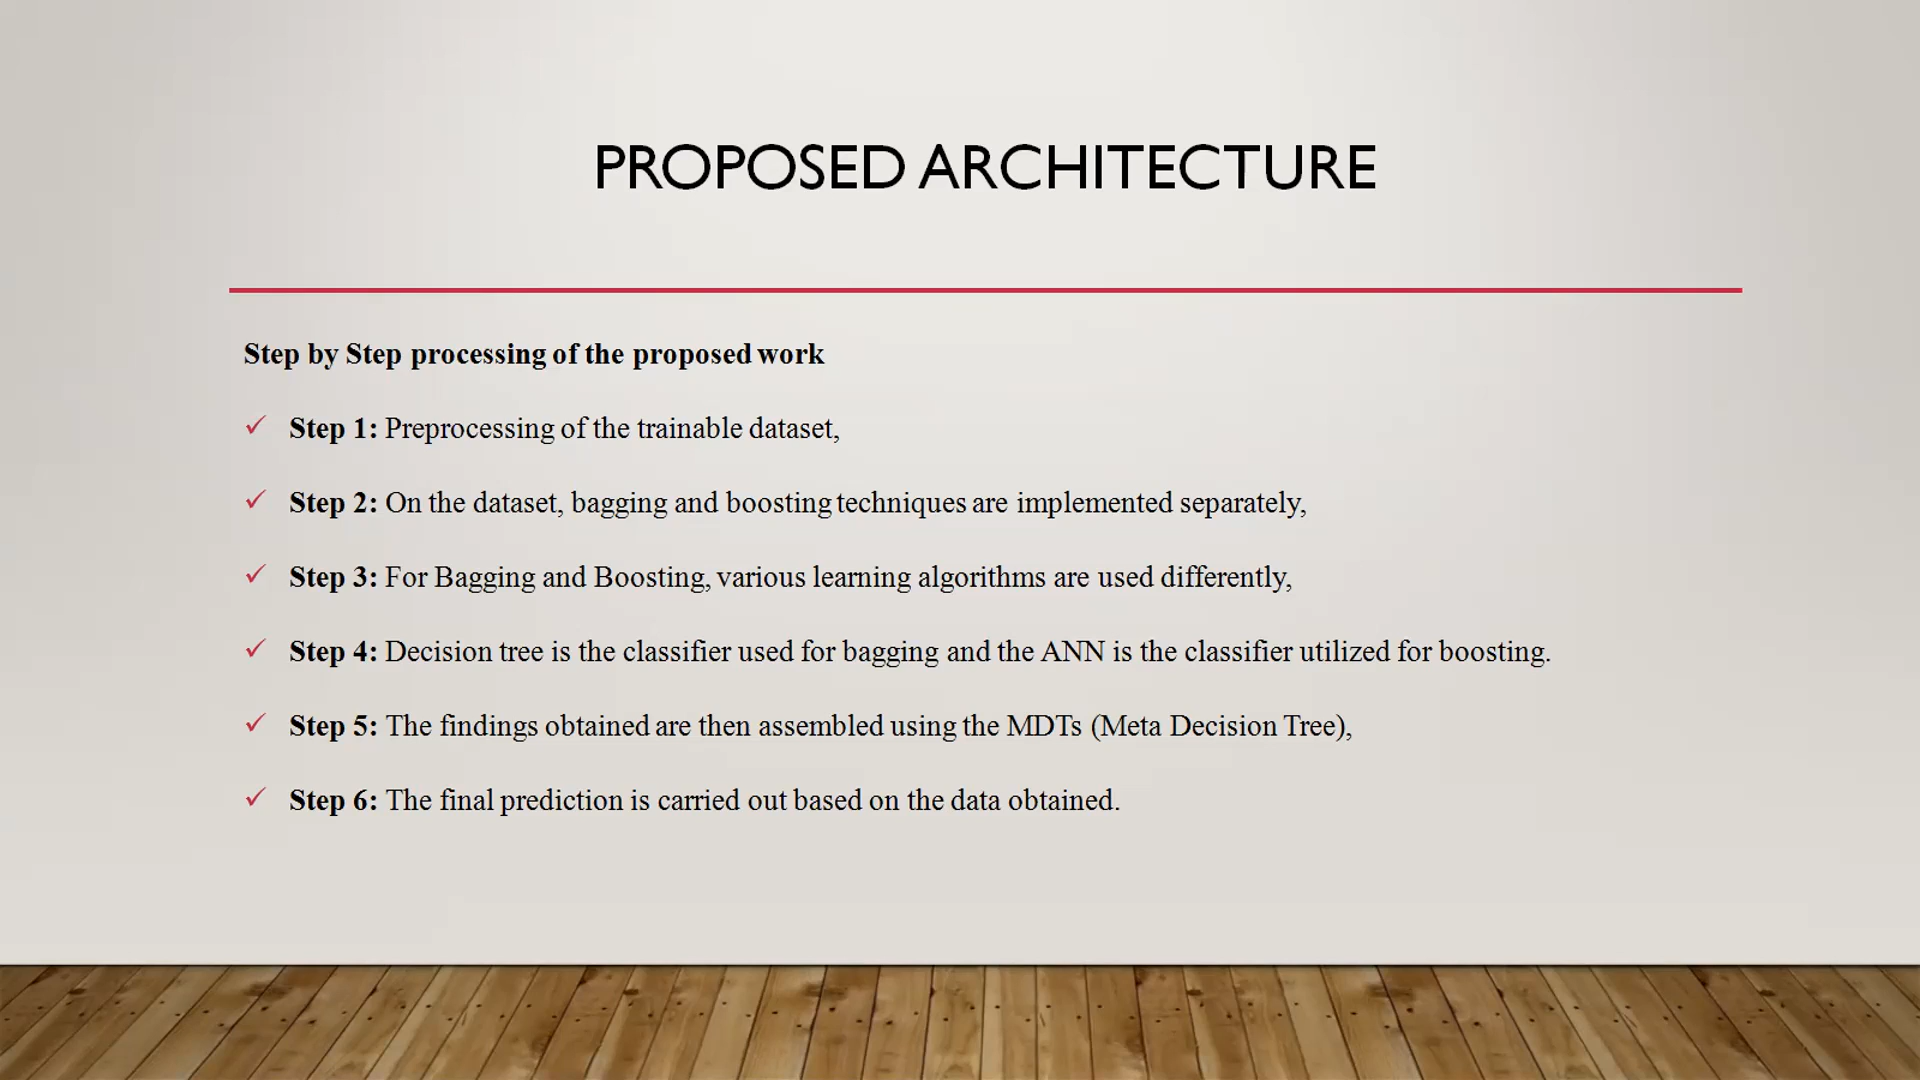 PROPOSED ARCHITECTURE
Step by Step processing of the proposed work
Step 1: Preprocessing of the trainable dataset,
Step 2: On the dataset, bagging and boosting techniques are implemented separately,
Step 3: For Bagging and Boosting, various learning algorithms are used differently,
Step 4: Decision tree is the classifier used for bagging and the ANN is the classifier utilized for boosting.
Step 5: The findings obtained are then assembled using the MDTs (Meta Decision Tree),
Step 6: The final prediction is carried out based on the data obtained.